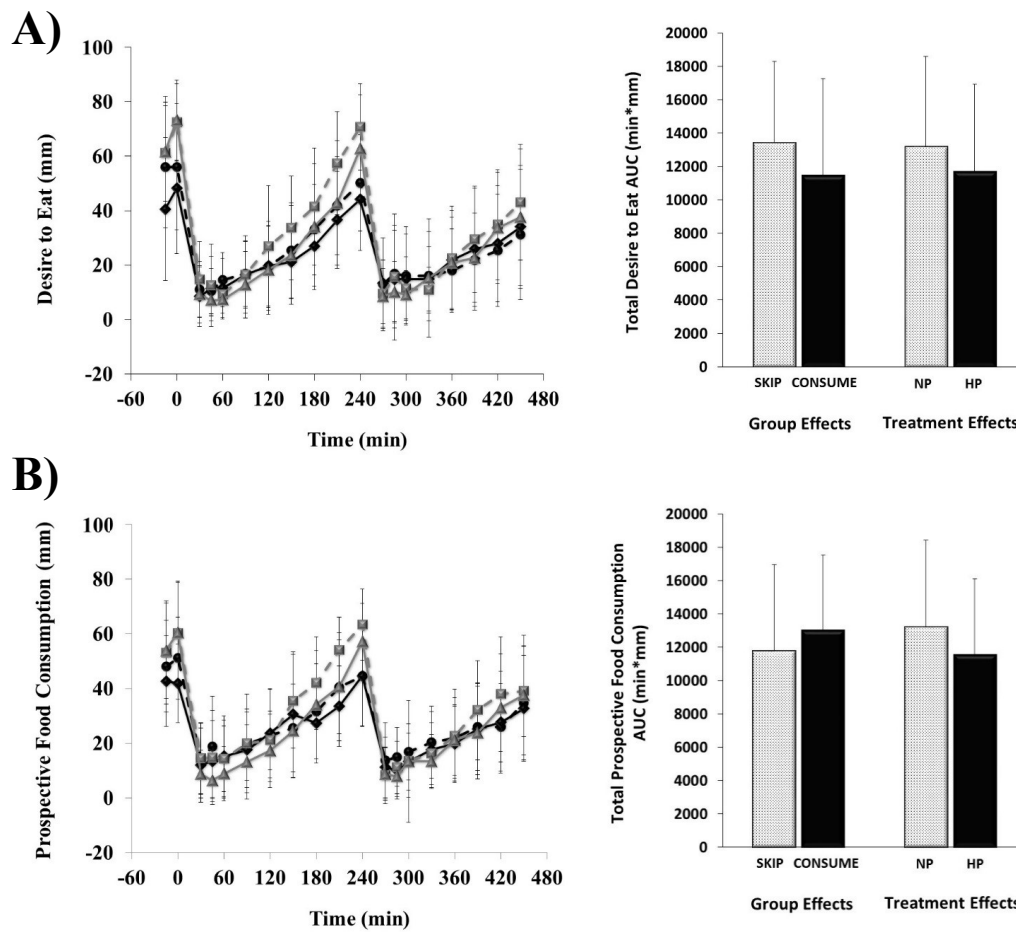 A)
100
80
60
40
20
0
-20
Desire to Eat (mm)
-60 0 60 120 180 240 300 360 420 480
Time (min)
20000
18000
16000
14000
12000
10000
8000
6000
4000
2000
0
Total Desire to Eat AUC (min*mm)
SKIP CONSUME NP HP
Group Effects Treatment Effects
B)
100
80
60
40
20
0
-20
Prospective Food Consumption (mm)
-60 0 60 120 180 240 300 360 420 480
Time (min)
20000
18000
16000
14000
12000
10000
8000
6000
4000
2000
0
Total Prospective Food Consumption
AUC (min*mm)
SKIP CONSUME NP HP
Group Effects Treatment Effects